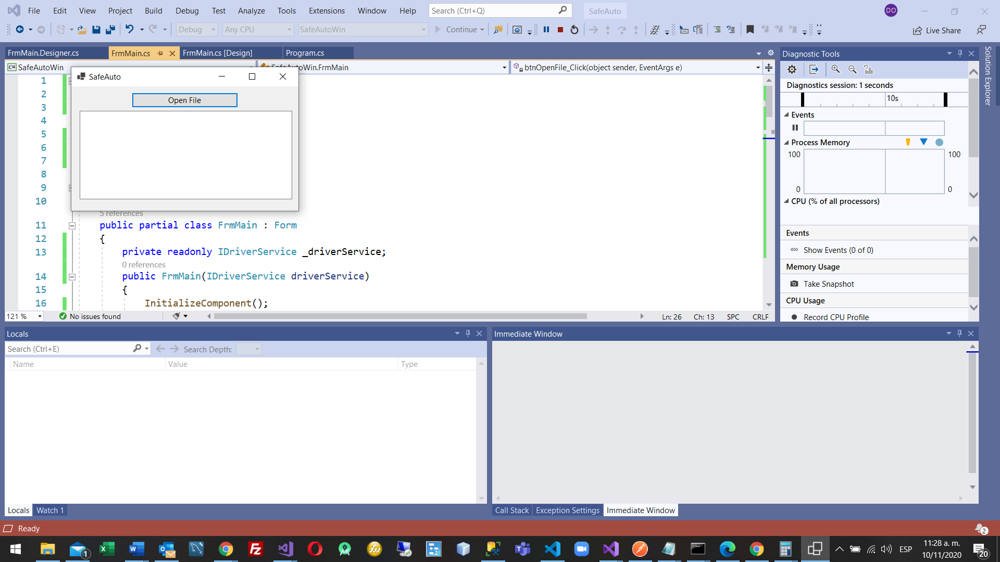 File Edit View Project Build Debug Test Analyze Tools Extensions Window Help Search (Ctrl+Q) SafeAuto DO
Debug Any CPU SafeAutoWin Continue Live Share
FrmMain.Designer.cs FrmMain.cs FrmMain.cs [Design] Program.cs
SafeAutoWin SafeAutoWin.FrmMain btnOpenFile_Click(object sender, EventArgs e)
SafeAuto
Open File
1
2
3
4
5
6
7
8
9
10
5 references
11 public partial class FrmMain : Form
12 {
13 private readonly IDriverService _driverService;
0 references
14 public FrmMain(IDriverService driverService)
15 {
16 InitializeComponent();
121 % No issues found Ln: 26 Ch: 13 SPC CRLF
Diagnostic Tools
Diagnostics session: 1 seconds
10s
Events
Process Memory
100 100
0 0
CPU (% of all processors)
Events
Show Events (0 of 0)
Memory Usage
Take Snapshot
CPU Usage
Record CPU Profile
Solution Explorer
Locals
Search (Ctrl+E) Search Depth:
Name Value Type
Locals Watch 1
Immediate Window
Call Stack Exception Settings Immediate Window
Ready 2
1 ESP 11:28 a. m.
10/11/2020 20